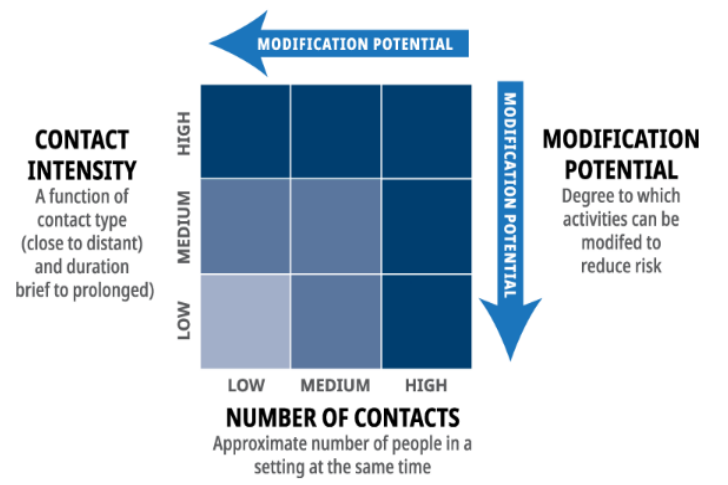 MODIFICATION POTENTIAL
CONTACT
INTENSITY
A function of
contact type
(close to distant)
and duration
brief to prolonged)
HIGH
MEDIUM
LOW
MODIFICATION POTENTIAL
MODIFICATION
POTENTIAL
Degree to which
activities can be
modifed to
reduce risk
LOW
MEDIUM
HIGH
NUMBER OF CONTACTS
Approximate number of people in a
setting at the same time